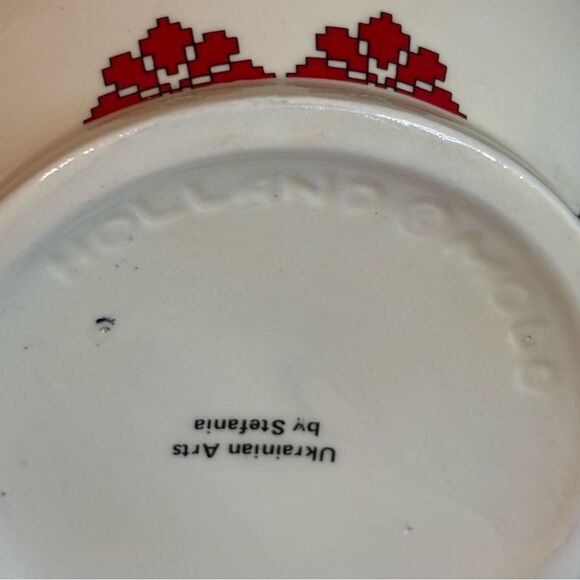 HOLLAND © MOLD
Ukrainian Arts
by Stefania